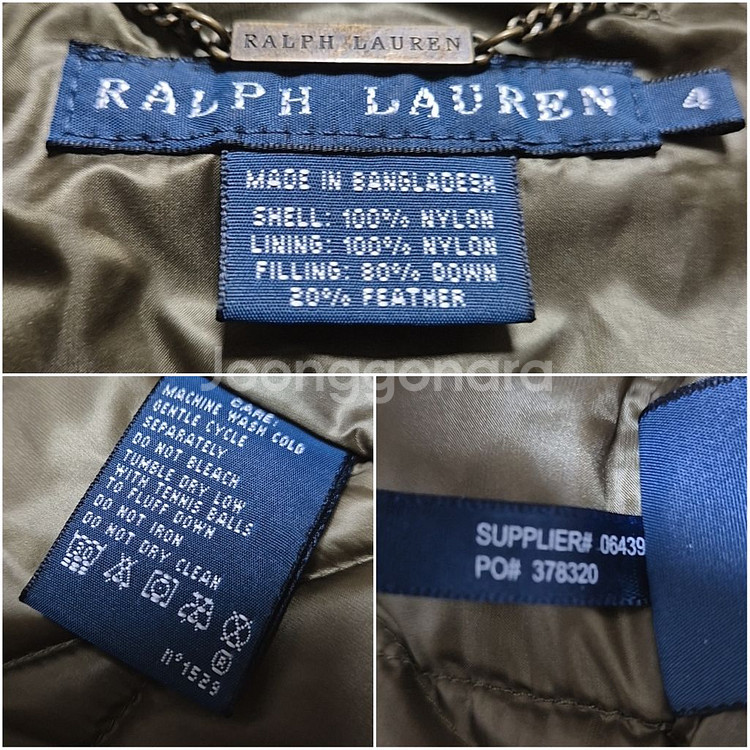 RALPH LAUREN
RALPH LAUREN 4
MADE IN BANGLADESH
SHELL: 100% NYLON
LINING: 100% NYLON
FILLING: 80% DOWN
20% FEATHER
Joonggonara
CARE:
MACHINE WASH COLD
GENTLE CYCLE
SEPARATELY
DO NOT BLEACH
TUMBLE DRY LOW
WITH TENNIS BALLS
TO FLUFF DOWN
DO NOT IRON
DO NOT DRY CLEAN
30
n°1529
SUPPLIER# 06439
PO# 378320